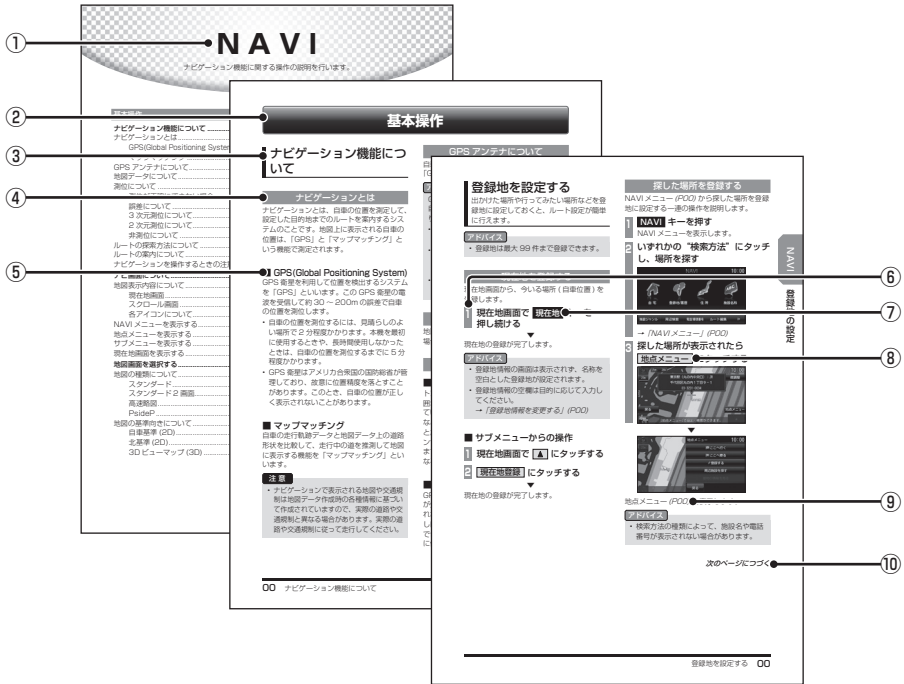 ①
NAVI
ナビゲーション機能に関する操作の説明を行います。
基本操作
ナビゲーション機能について
ナビゲーションとは
GPS(Global Positioning System
GPS アンテナについて
地図データについて
測位について
誤差について
3 次元測位について
2 次元測位について
非測位について
ルートの探索方法について
ルートの案内について
ナビゲーションを操作するときの注
ナビ画面について
地図表示内容について
現在地画面
スクロール画面
各アイコンについて
NAVI メニューを表示する
地点メニューを表示する
サブメニューを表示する
現在地画面を表示する
地図画面を選択する
地図の種類について
スタンダード
スタンダード 2 画面
高速略図
PsideP
地図の基準向きについて
自車基準 (2D)
北基準 (2D)
3D ビューマップ (3D)
②
基本操作
③
ナビゲーション機能につ
いて
④
ナビゲーションとは
ナビゲーションとは、自車の位置を測定して、
設定した目的地までのルートを案内するシス
テムのことです。地図上に表示される自車の
位置は、「GPS」と「マップマッチング」と
いう機能で測定されます。
⑤
GPS(Global Positioning System)
GPS 衛星を利用して位置を検出するシステム
を「GPS」といいます。この GPS 衛星の電
波を受信して約 30 ～ 200m の誤差で自車
の位置を測位します。
・ 自車の位置を測位するには、見晴らしのよ
い場所で 2 分程度かかります。本機を最初
に使用するときや、長時間使用しなかった
ときは、自車の位置を測位するまでに 5 分
程度かかります。
・ GPS 衛星はアメリカ合衆国の国防総省が管
理しており、故意に位置精度を落とすこと
があります。このとき、自車の位置が正し
く表示されないことがあります。
■ マップマッチング
自車の走行軌跡データと地図データ上の道路
形状を比較して、走行中の道を推測して地図
に表示する機能を「マップマッチング」とい
います。
注 意
・ ナビゲーションで表示される地図や交通規
制は地図データ作成時の各種情報に基づい
て作成されていますので、実際の道路や交
通規制と異なる場合があります。実際の道
路や交通規制に従って走行してください。
00 ナビゲーション機能について
GPS アンテナについて
登録地を設定する
出かけた場所や行ってみたい場所などを登
録地に設定しておくと、ルート設定が簡単
に行えます。
アドバイス
・ 登録地は最大 99 件まで登録できます。
現在地を登録する
在地画面から、今いる場所 (自車位置) を
録します。
⑥
1 現在地画面で 現在地 を
押し続ける
▼
現在地の登録が完了します。
⑦
アドバイス
・ 登録地情報の画面は表示されず、名称を
空白とした登録地が設定されます。
・ 登録地情報の空欄は目的に応じて入力し
てください。
→ 「登録地情報を変更する」(P00)
■ サブメニューからの操作
1 現在地画面で ▲ にタッチする
2 現在地登録 にタッチする
▼
現在地の登録が完了します。
探した場所を登録する
NAVI メニュー (P00) から探した場所を登録
地に設定する一連の操作を説明します。
1 NAVI キーを押す
NAVI メニューを表示します。
2 いずれかの “検索方法” にタッチ
し、場所を探す
NAVI 10:00
→ 「NAVI メニュー」(P00)
3 探した場所が表示されたら
地点メニュー
⑧
▼
地点メニュー 10:00
地点メニュー (P00)
⑨
アドバイス
・ 検索方法の種類によって、施設名や電話
番号が表示されない場合があります。
次のページにつづく
⑩
NAVI
登録地の設定
登録地を設定する 00